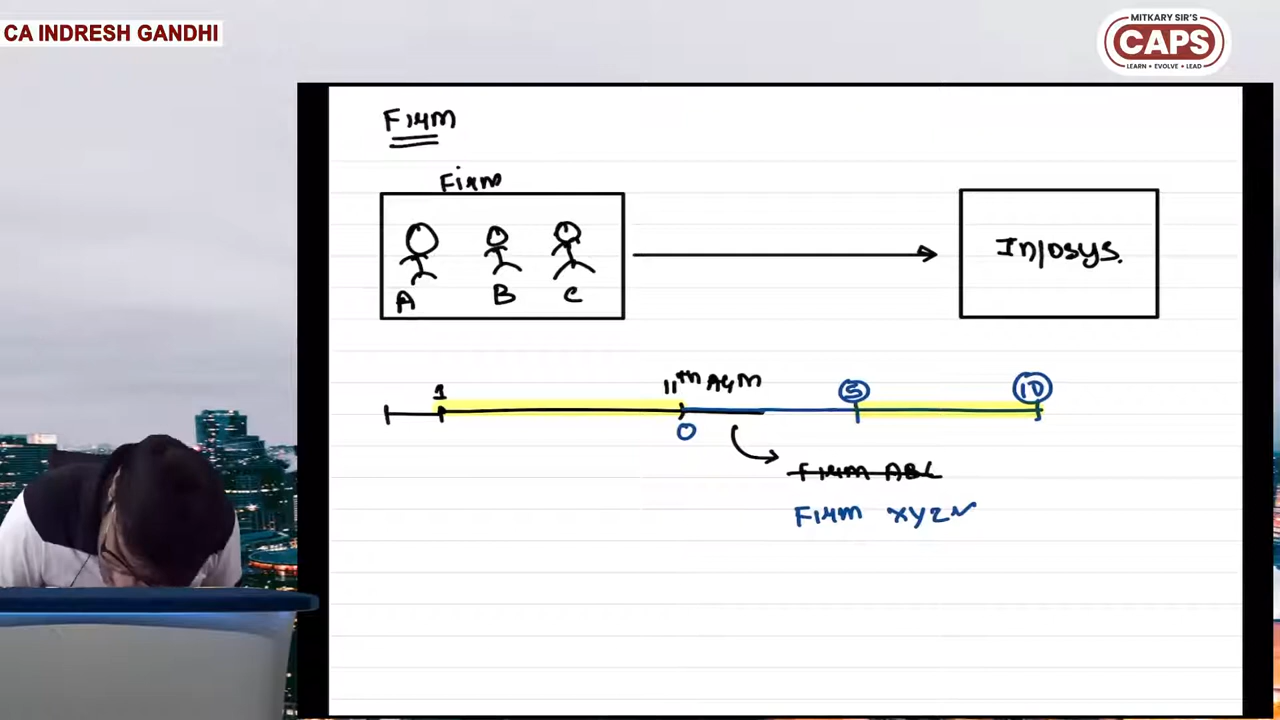 CA INDRESH GANDHI
MITKARY SIR'S
CAPS
LEARN • EVOLVE • LEAD
Firm
Firm
A B C
Infosys.
1 11th AGM 5 10
0
Firm ABC
Firm XYZ